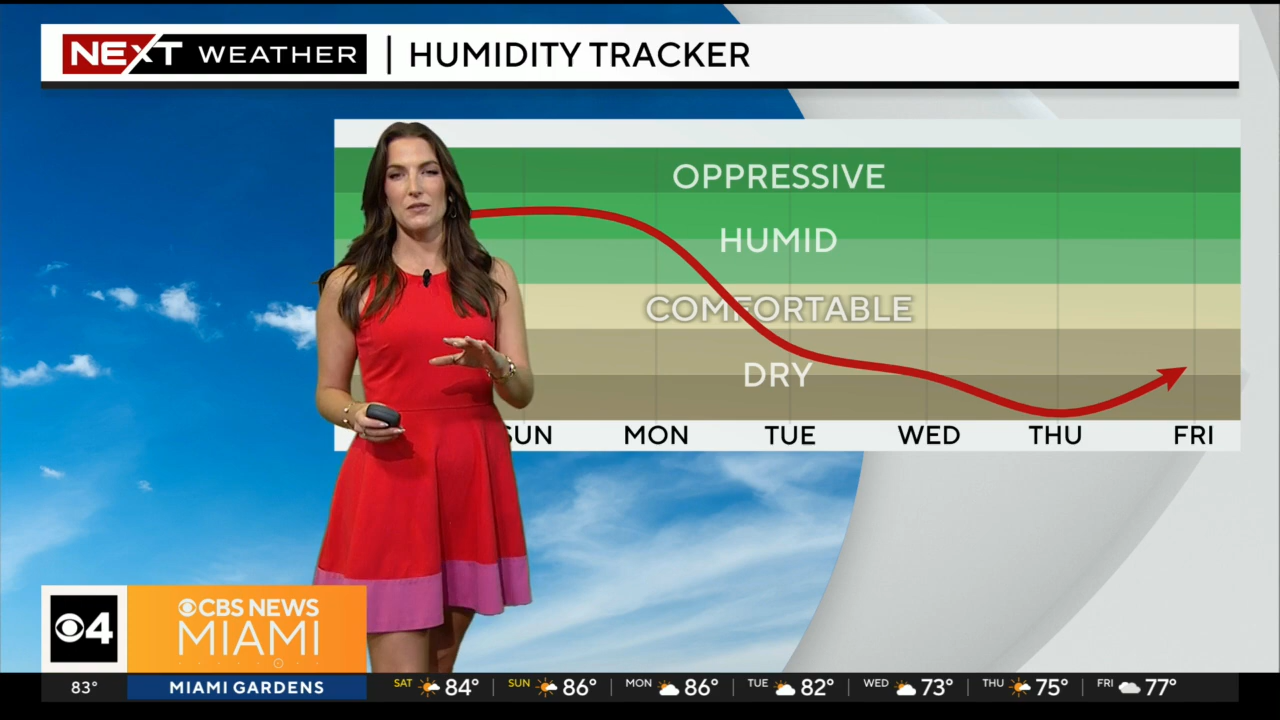 NEXT WEATHER | HUMIDITY TRACKER
OPPRESSIVE
HUMID
COMFORTABLE
DRY
SUN MON TUE WED THU FRI
4 CBS NEWS
MIAMI
83° MIAMI GARDENS SAT 84° | SUN 86° | MON 86° | TUE 82° | WED 73° | THU 75° | FRI 77°